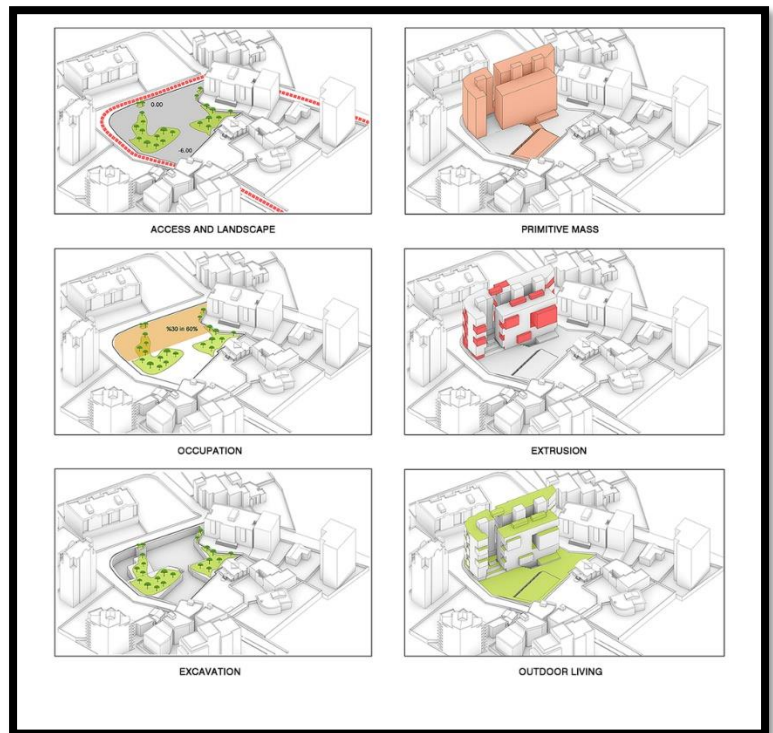 0.00
-6.00
ACCESS AND LANDSCAPE
PRIMITIVE MASS
%30 in 60%
OCCUPATION
EXTRUSION
EXCAVATION
OUTDOOR LIVING